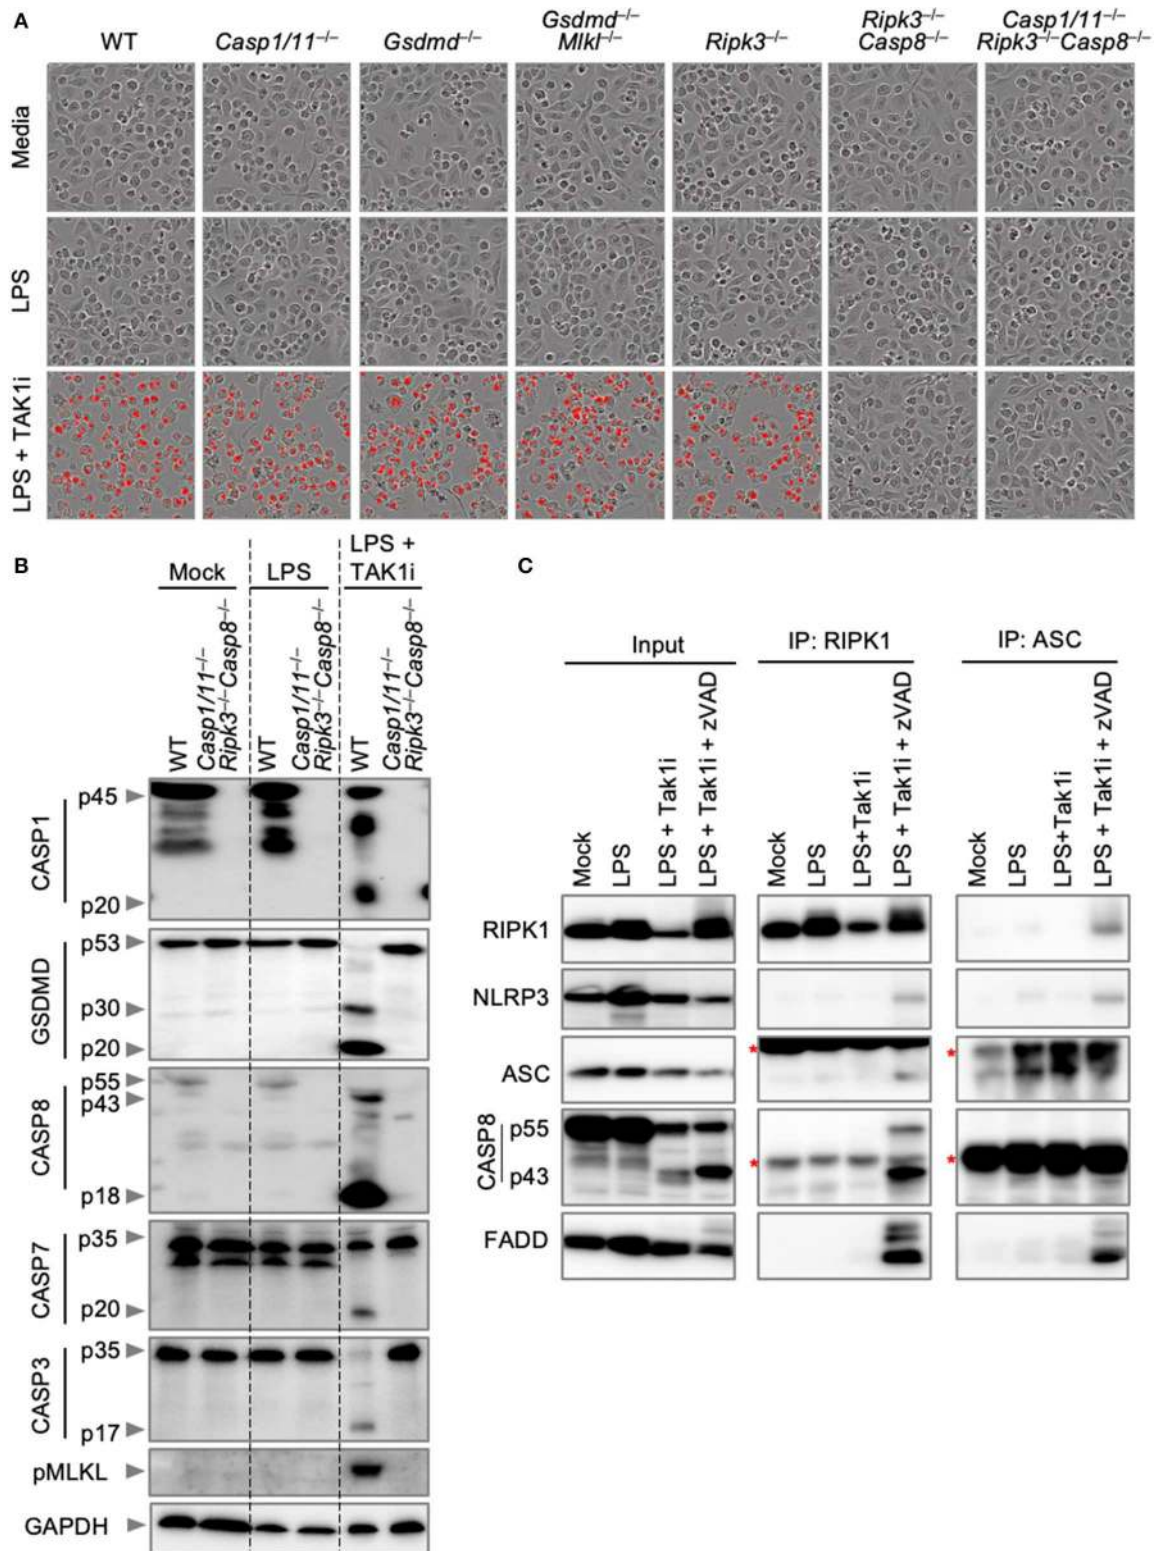 A
WT
Casp1/11–/–
Gsdmd–/–
Gsdmd–/–
Mlkl–/–
Ripk3–/–
Ripk3–/–
Casp8–/–
Casp1/11–/–
Ripk3–/–Casp8–/–
Media
LPS
LPS + TAK1i
B
Mock
LPS
LPS +
TAK1i
WT
Casp1/11–/–
Ripk3–/–Casp8–/–
WT
Casp1/11–/–
Ripk3–/–Casp8–/–
WT
Casp1/11–/–
Ripk3–/–Casp8–/–
CASP1
p45
p20
GSDMD
p53
p30
p20
CASP8
p55
p43
p18
CASP7
p35
p20
CASP3
p35
p17
pMLKL
GAPDH
C
Input
IP: RIPK1
IP: ASC
Mock
LPS
LPS + Tak1i
LPS + Tak1i + zVAD
Mock
LPS
LPS+Tak1i
LPS + Tak1i + zVAD
Mock
LPS
LPS+Tak1i
LPS + Tak1i + zVAD
RIPK1
NLRP3
ASC
*
*
CASP8
p55
p43
*
*
FADD